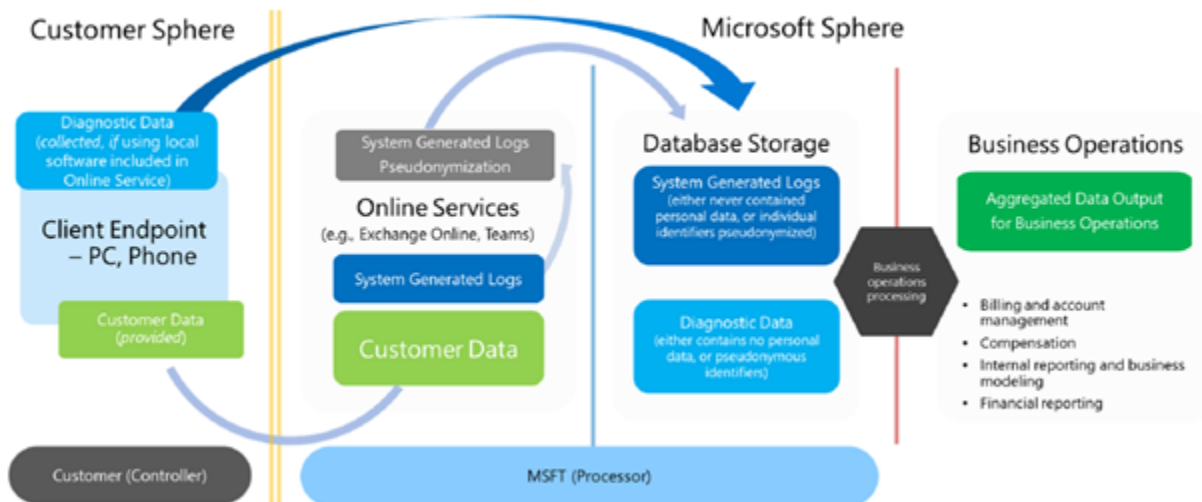 Customer Sphere
Microsoft Sphere
Diagnostic Data
(collected, if using local
software included in
Online Service)
Client Endpoint
– PC, Phone
Customer Data
(provided)
System Generated Logs
Pseudonymization
Online Services
(e.g., Exchange Online, Teams)
System Generated Logs
Customer Data
Database Storage
System Generated Logs
(either never contained
personal data, or individual
identifiers pseudonymized)
Diagnostic Data
(either contains no personal
data, or pseudonymous
identifiers)
Business
operations
processing
Business Operations
Aggregated Data Output
for Business Operations
• Billing and account
management
• Compensation
• Internal reporting and business
modeling
• Financial reporting
Customer (Controller)
MSFT (Processor)